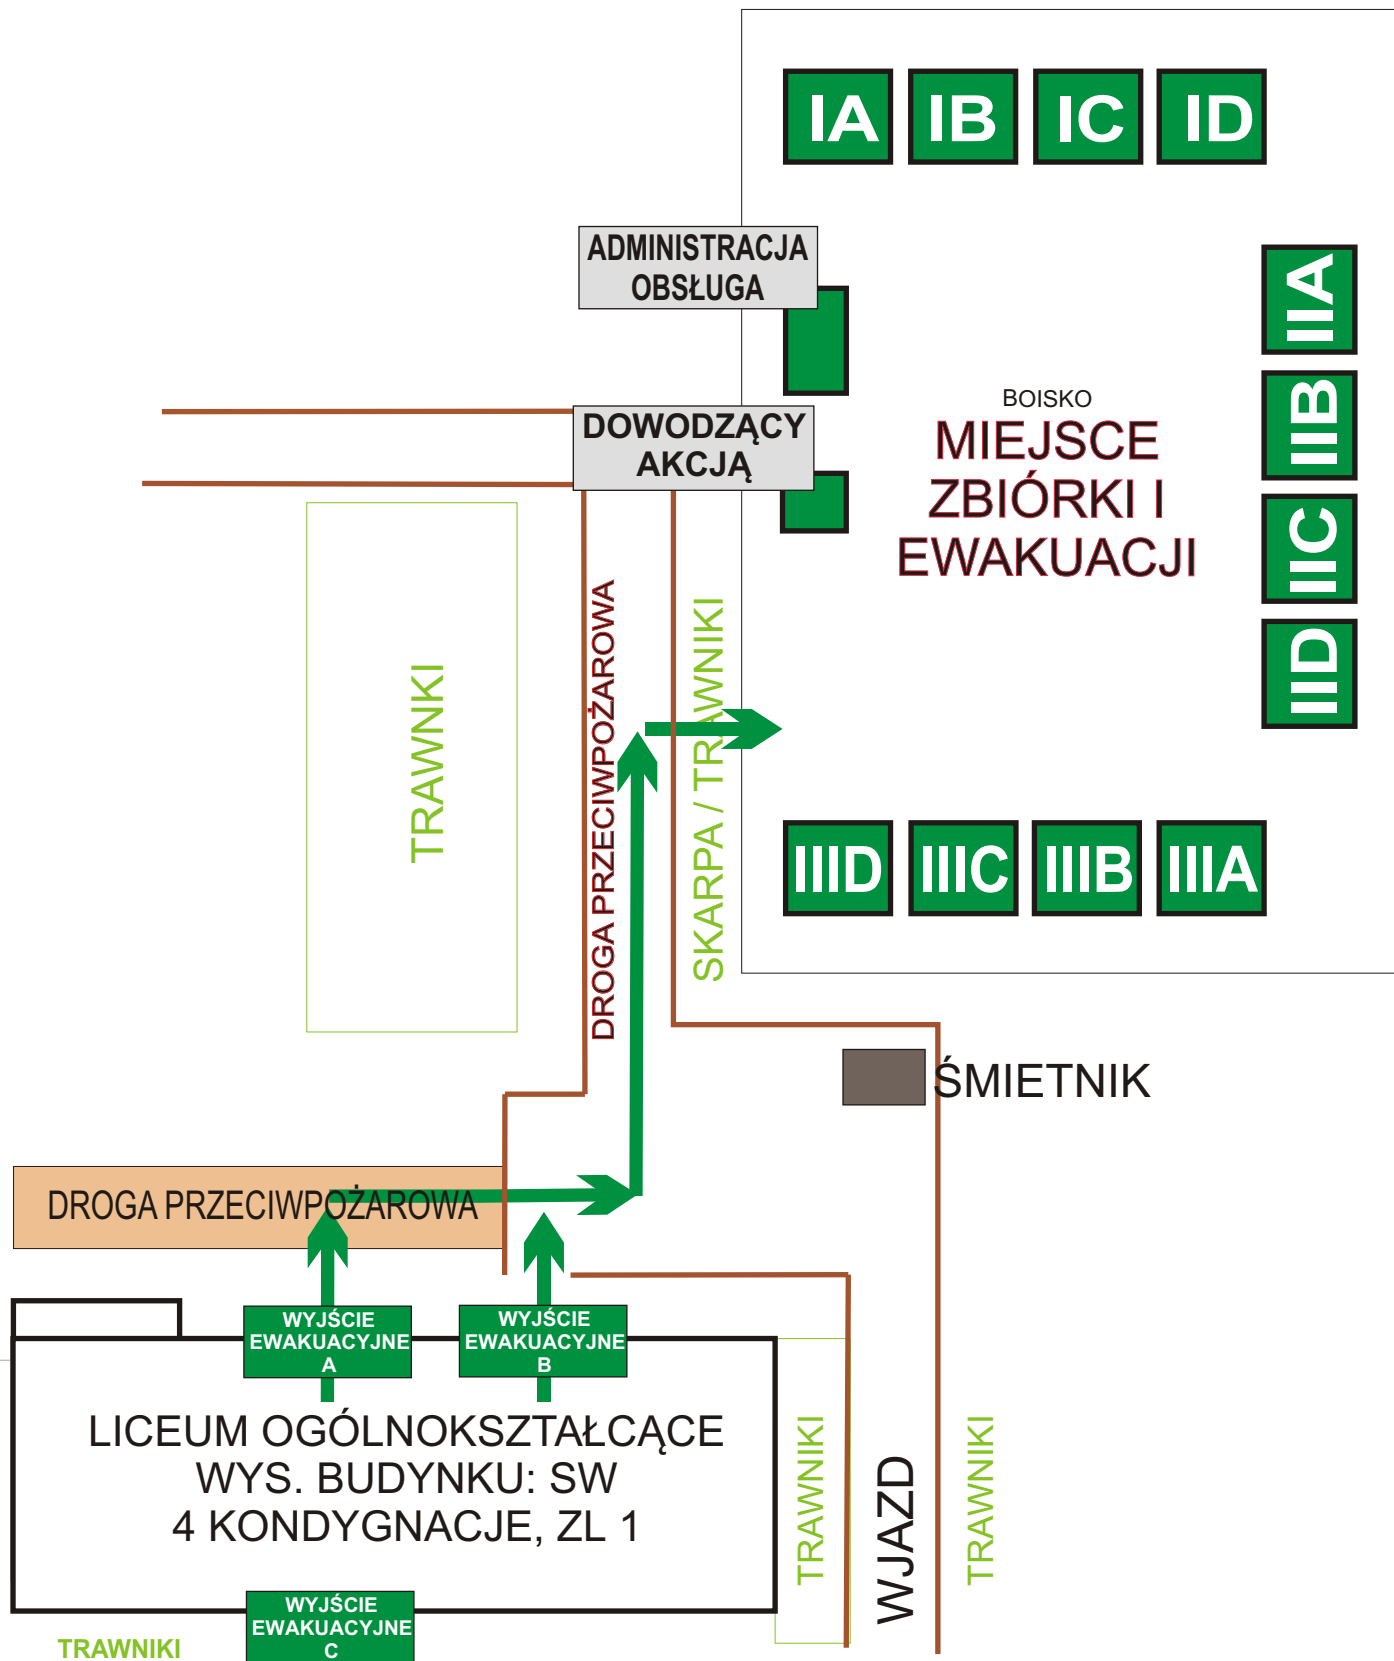 IA
IB
IC
ID
ADMINISTRACJA
OBSŁUGA
IIA
IIB
IIC
IID
BOISKO
MIEJSCE
ZBIÓRKI I
EWAKUACJI
DOWODZĄCY
AKCJĄ
TRAWNKI
DROGA PRZECIWPOŻAROWA
SKARPA / TRAWNIKI
IIID
IIIC
IIIB
IIIA
ŚMIETNIK
DROGA PRZECIWPOŻAROWA
WYJŚCIE
EWAKUACYJNE
A
WYJŚCIE
EWAKUACYJNE
B
LICEUM OGÓLNOKSZTAŁCĄCE
WYS. BUDYNKU: SW
4 KONDYGNACJE, ZL 1
TRAWNIKI
WJAZD
TRAWNIKI
WYJŚCIE
EWAKUACYJNE
C
TRAWNIKI